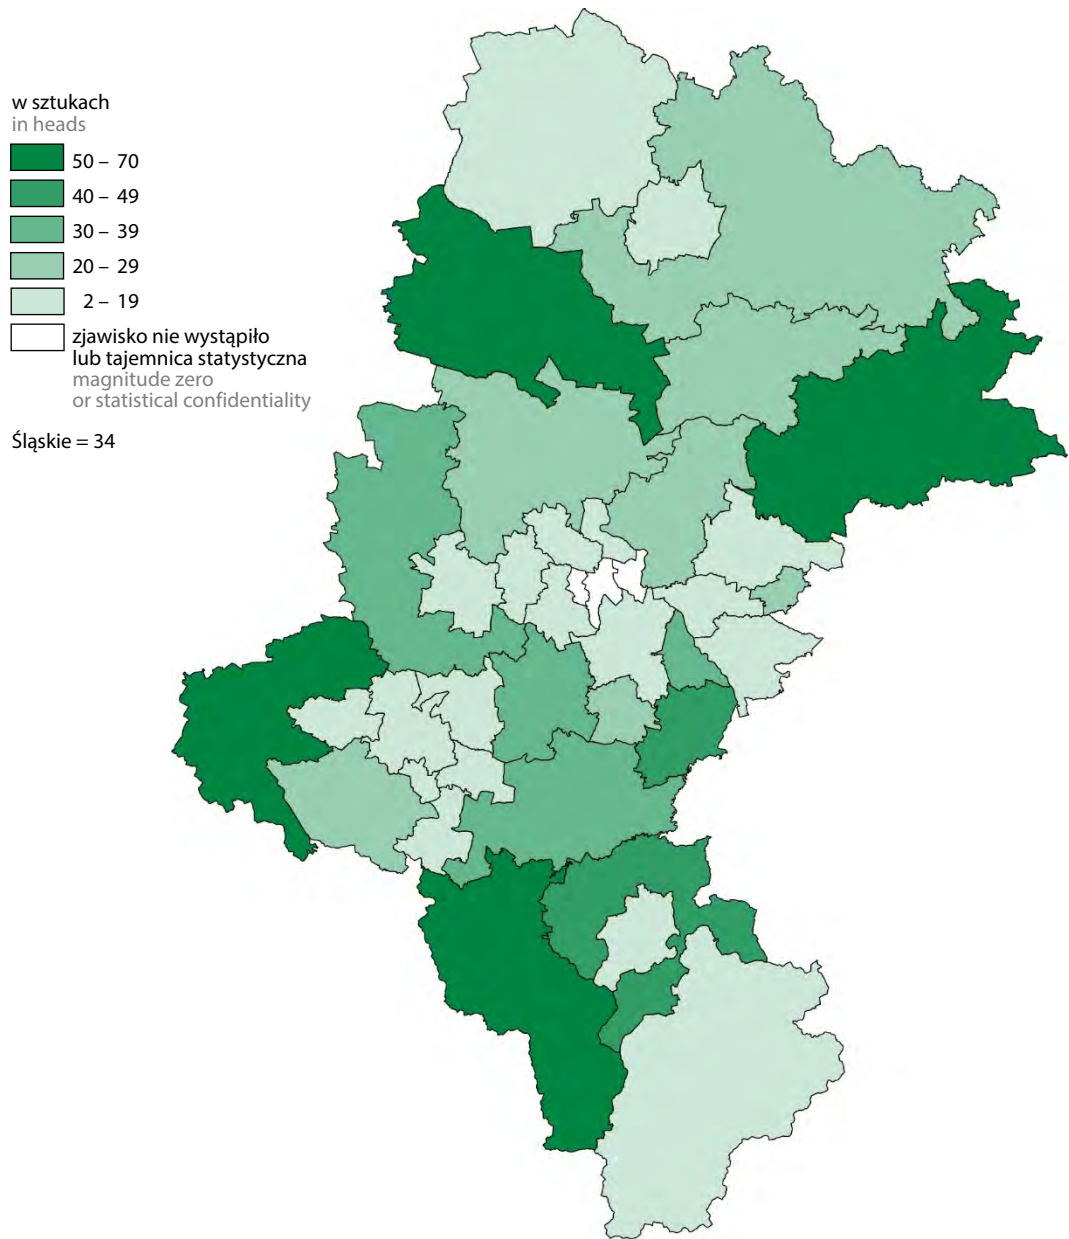 w sztukach
in heads
50 – 70
40 – 49
30 – 39
20 – 29
2 – 19
zjawisko nie wystąpiło
lub tajemnica statystyczna
magnitude zero
or statistical confidentiality
Śląskie = 34